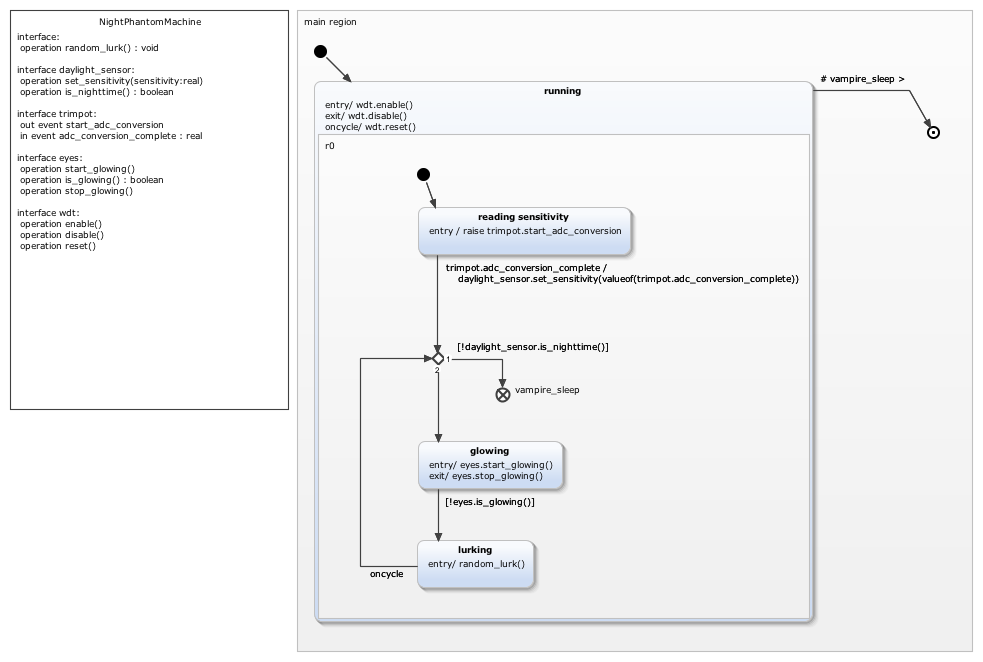 NightPhantomMachine
interface:
operation random_lurk() : void
interface daylight_sensor:
operation set_sensitivity(sensitivity:real)
operation is_nighttime() : boolean
interface trimpot:
out event start_adc_conversion
in event adc_conversion_complete : real
interface eyes:
operation start_glowing()
operation is_glowing() : boolean
operation stop_glowing()
interface wdt:
operation enable()
operation disable()
operation reset()
main region
running
entry/ wdt.enable()
exit/ wdt.disable()
oncycle/ wdt.reset()
# vampire_sleep >
r0
reading sensitivity
entry / raise trimpot.start_adc_conversion
trimpot.adc_conversion_complete /
daylight_sensor.set_sensitivity(valueof(trimpot.adc_conversion_complete))
[!daylight_sensor.is_nighttime()]
1
2
vampire_sleep
glowing
entry/ eyes.start_glowing()
exit/ eyes.stop_glowing()
[!eyes.is_glowing()]
lurking
entry/ random_lurk()
oncycle